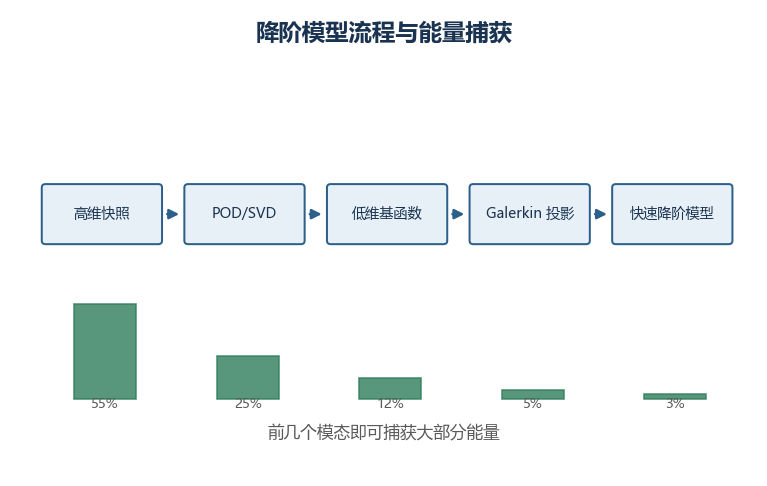 降阶模型流程与能量捕获
高维快照
POD/SVD
低维基函数
Galerkin 投影
快速降阶模型
55%
25%
12%
5%
3%
前几个模态即可捕获大部分能量